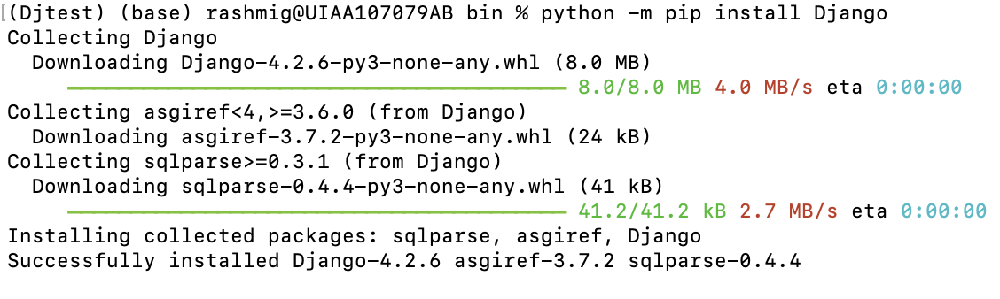 [(Djtest) (base) rashmig@UIAA107079AB bin % python -m pip install Django
Collecting Django
Downloading Django-4.2.6-py3-none-any.whl (8.0 MB)
8.0/8.0 MB 4.0 MB/s eta 0:00:00
Collecting asgiref<4,>=3.6.0 (from Django)
Downloading asgiref-3.7.2-py3-none-any.whl (24 kB)
Collecting sqlparse>=0.3.1 (from Django)
Downloading sqlparse-0.4.4-py3-none-any.whl (41 kB)
41.2/41.2 kB 2.7 MB/s eta 0:00:00
Installing collected packages: sqlparse, asgiref, Django
Successfully installed Django-4.2.6 asgiref-3.7.2 sqlparse-0.4.4